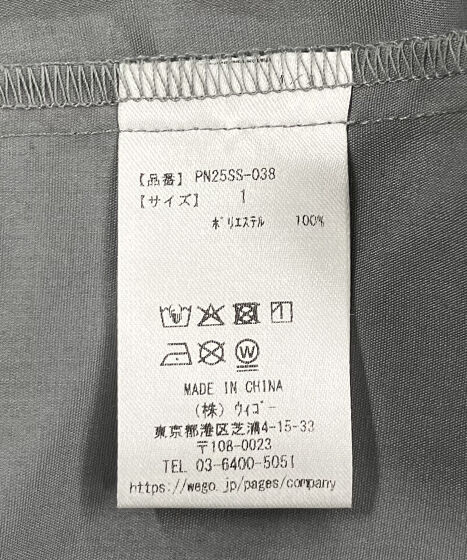 【品番】 PN25SS-038
【サイズ】 1
ポリエステル 100%
MADE IN CHINA
(株) ウィゴー
東京都港区芝浦4-15-33
〒108-0023
TEL 03-6400-5051
https://wego.jp/pages/company